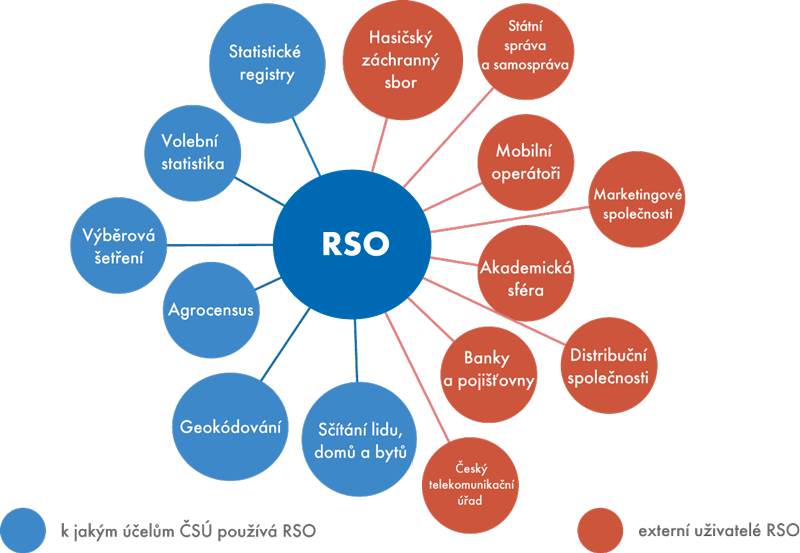 Statistické
registry
Hasičský
záchranný
sbor
Státní
správa
a samospráva
Volební
statistika
Mobilní
operátoři
Marketingové
společnosti
Výběrová
šetření
RSO
Akademická
sféra
Agrocensus
Banky
a pojišťovny
Distribuční
společnosti
Geokódování
Sčítání lidu,
domů a bytů
Český
telekomunikační
úřad
k jakým účelům ČSÚ používá RSO
externí uživatelé RSO